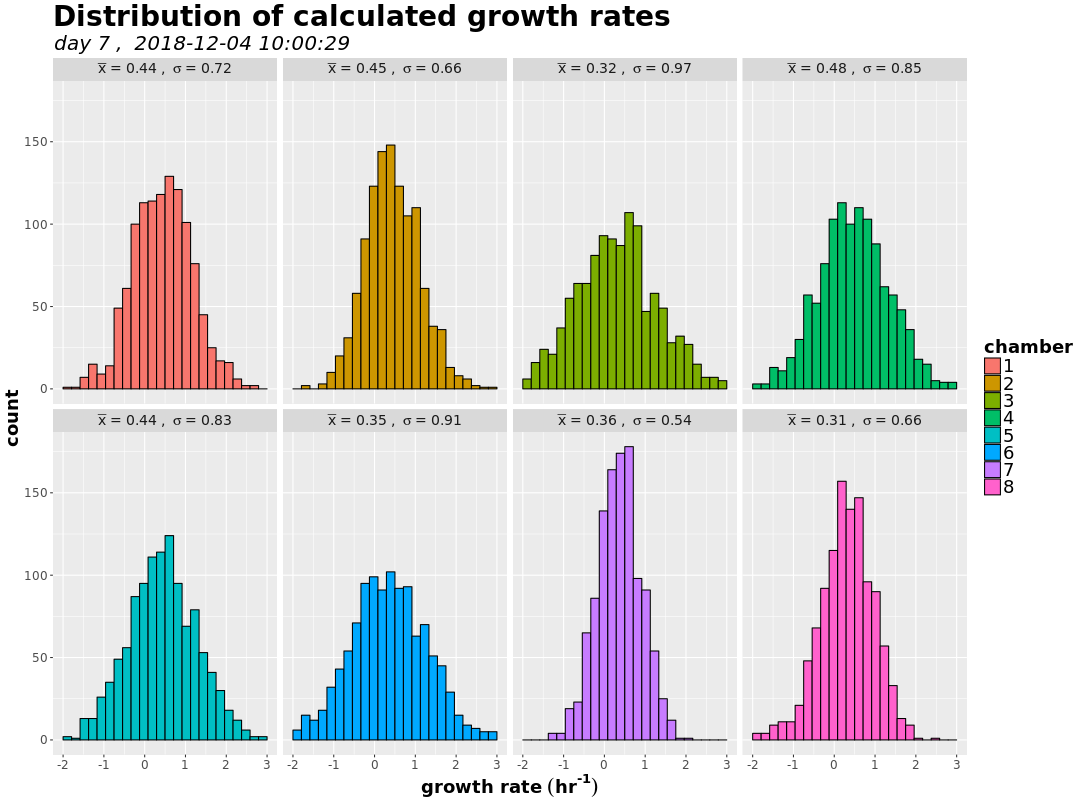 Distribution of calculated growth rates
day 7 ,  2018-12-04 10:00:29
x̅ = 0.44 ,  σ = 0.72
x̅ = 0.45 ,  σ = 0.66
x̅ = 0.32 ,  σ = 0.97
x̅ = 0.48 ,  σ = 0.85
150
100
50
0
x̅ = 0.44 ,  σ = 0.83
x̅ = 0.35 ,  σ = 0.91
x̅ = 0.36 ,  σ = 0.54
x̅ = 0.31 ,  σ = 0.66
150
100
50
0
-2 -1 0 1 2 3
-2 -1 0 1 2 3
-2 -1 0 1 2 3
-2 -1 0 1 2 3
count
growth rate (hr⁻¹)
chamber
1
2
3
4
5
6
7
8